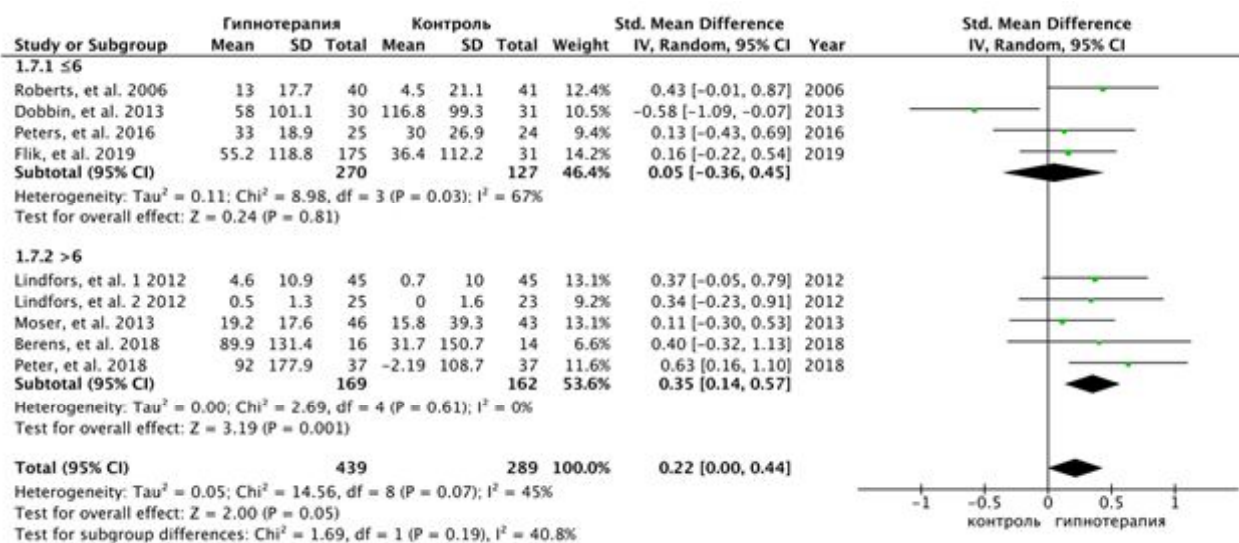 Гипнотерапия Контроль Std. Mean Difference Std. Mean Difference
Study or Subgroup Mean SD Total Mean SD Total Weight IV, Random, 95% CI Year IV, Random, 95% CI
1.7.1 ≤6
Roberts, et al. 2006 13 17.7 40 4.5 21.1 41 12.4% 0.43 [-0.01, 0.87] 2006
Dobbin, et al. 2013 58 101.1 30 116.8 99.3 31 10.5% -0.58 [-1.09, -0.07] 2013
Peters, et al. 2016 33 18.9 25 30 26.9 24 9.4% 0.13 [-0.43, 0.69] 2016
Flik, et al. 2019 55.2 118.8 175 36.4 112.2 31 14.2% 0.16 [-0.22, 0.54] 2019
Subtotal (95% CI) 270 127 46.4% 0.05 [-0.36, 0.45]
Heterogeneity: Tau² = 0.11; Chi² = 8.98, df = 3 (P = 0.03); I² = 67%
Test for overall effect: Z = 0.24 (P = 0.81)
1.7.2 >6
Lindfors, et al. 1 2012 4.6 10.9 45 0.7 10 45 13.1% 0.37 [-0.05, 0.79] 2012
Lindfors, et al. 2 2012 0.5 1.3 25 0 1.6 23 9.2% 0.34 [-0.23, 0.91] 2012
Moser, et al. 2013 19.2 17.6 46 15.8 39.3 43 13.1% 0.11 [-0.30, 0.53] 2013
Berens, et al. 2018 89.9 131.4 16 31.7 150.7 14 6.6% 0.40 [-0.32, 1.13] 2018
Peter, et al. 2018 92 177.9 37 -2.19 108.7 37 11.6% 0.63 [0.16, 1.10] 2018
Subtotal (95% CI) 169 162 53.6% 0.35 [0.14, 0.57]
Heterogeneity: Tau² = 0.00; Chi² = 2.69, df = 4 (P = 0.61); I² = 0%
Test for overall effect: Z = 3.19 (P = 0.001)
Total (95% CI) 439 289 100.0% 0.22 [0.00, 0.44]
Heterogeneity: Tau² = 0.05; Chi² = 14.56, df = 8 (P = 0.07); I² = 45%
Test for overall effect: Z = 2.00 (P = 0.05)
Test for subgroup differences: Chi² = 1.69, df = 1 (P = 0.19), I² = 40.8%
-1 -0.5 0 0.5 1
контроль гипнотерапия